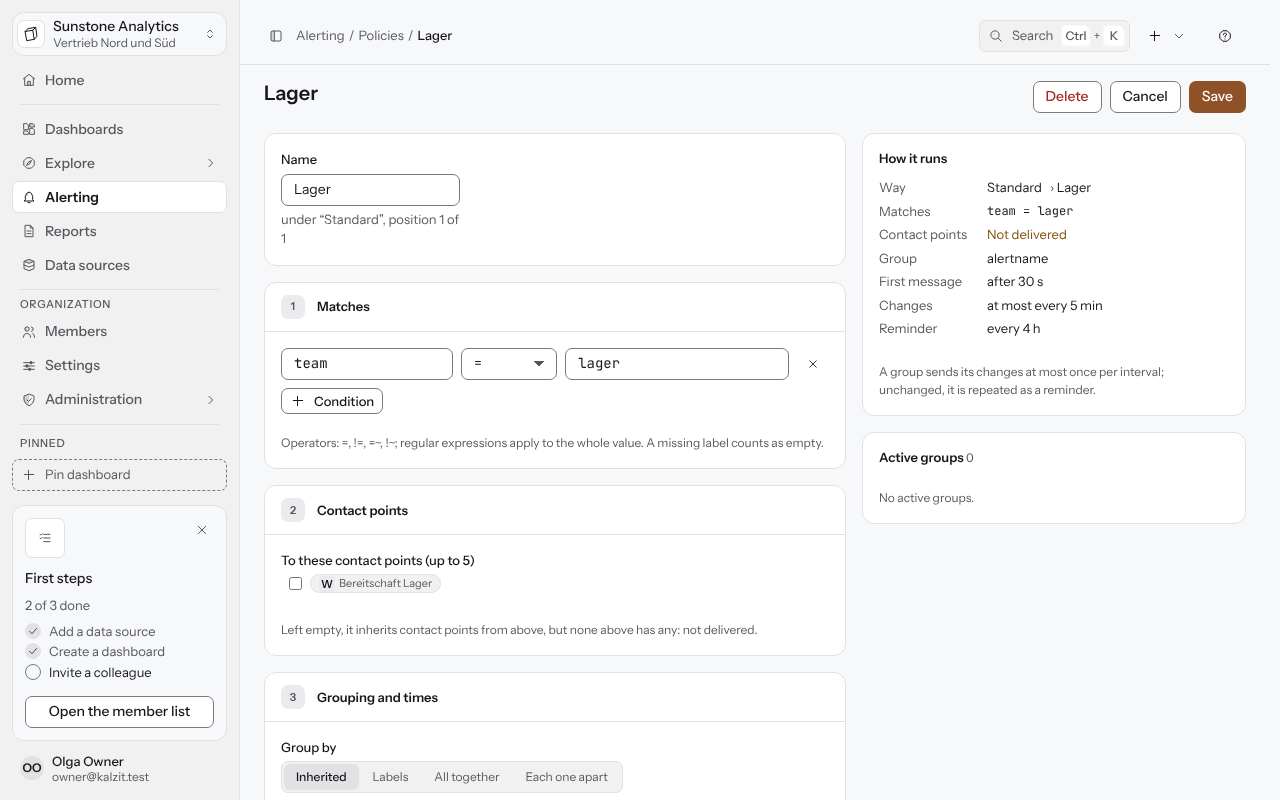 Sunstone Analytics
Vertrieb Nord und Süd
Home
Dashboards
Explore
Alerting
Reports
Data sources
ORGANIZATION
Members
Settings
Administration
PINNED
Pin dashboard
First steps
2 of 3 done
Add a data source
Create a dashboard
Invite a colleague
Open the member list
OO Olga Owner
owner@kalzit.test
Alerting / Policies / Lager
Search Ctrl + K
Lager
Delete Cancel Save
Name
Lager
under “Standard”, position 1 of
1
1 Matches
team = lager
Condition
Operators: =, !=, =~, !~; regular expressions apply to the whole value. A missing label counts as empty.
2 Contact points
To these contact points (up to 5)
W Bereitschaft Lager
Left empty, it inherits contact points from above, but none above has any: not delivered.
3 Grouping and times
Group by
Inherited Labels All together Each one apart
How it runs
Way Standard › Lager
Matches team = lager
Contact points Not delivered
Group alertname
First message after 30 s
Changes at most every 5 min
Reminder every 4 h
A group sends its changes at most once per interval;
unchanged, it is repeated as a reminder.
Active groups 0
No active groups.